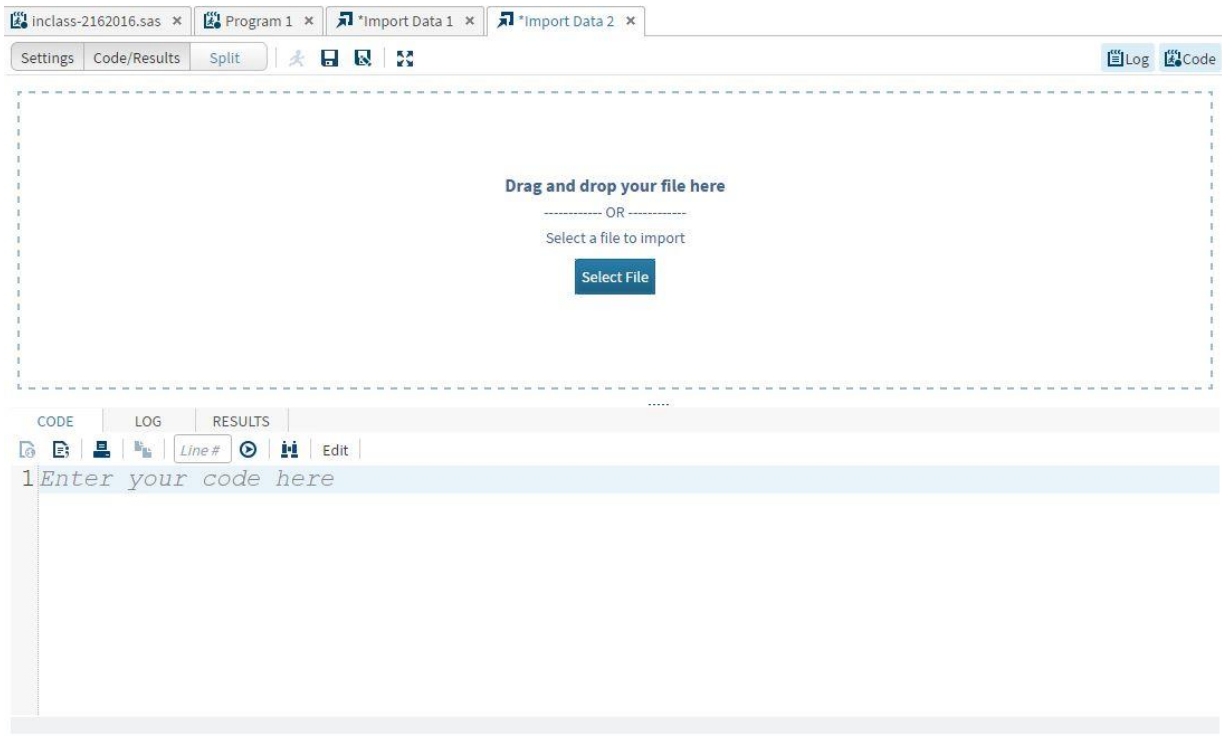 inclass-2162016.sas × Program 1 × *Import Data 1 × *Import Data 2 ×
Settings Code/Results Split Log Code
Drag and drop your file here
------------ OR ------------
Select a file to import
Select File
CODE LOG RESULTS
Line # Edit
1 Enter your code here